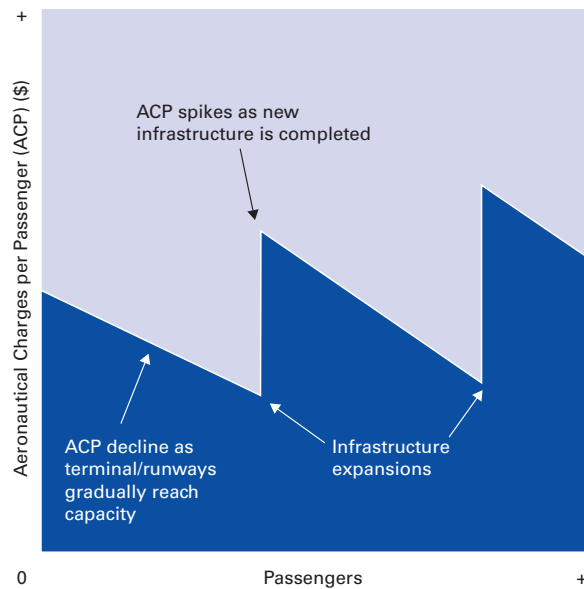 +
Aeronautical Charges per Passenger (ACP) ($)
ACP spikes as new
infrastructure is completed
ACP decline as
terminal/runways
gradually reach
capacity
Infrastructure
expansions
0
Passengers
+